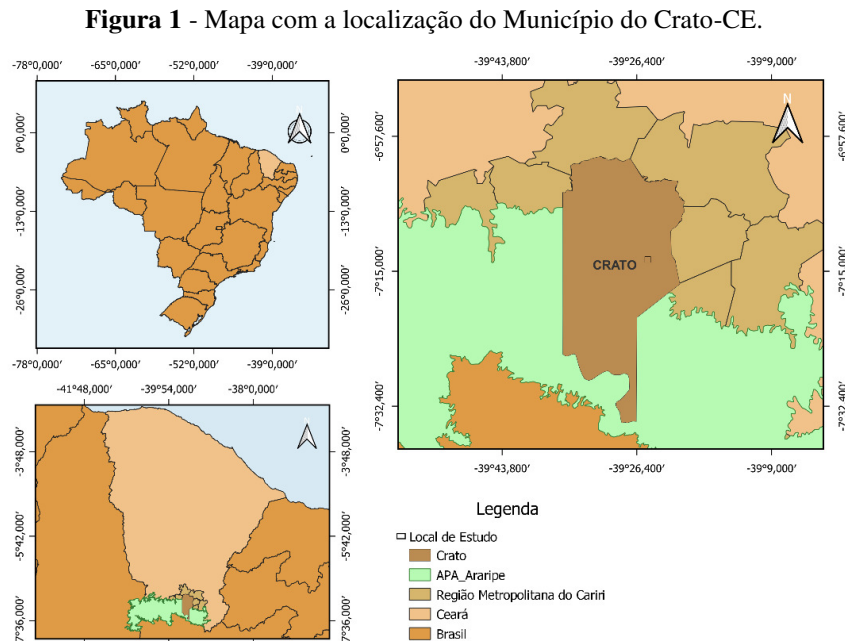 Figura 1 - Mapa com a localização do Município do Crato-CE.
-78°0,000′ -65°0,000′ -52°0,000′ -39°0,000′
N
0°0,000′ 0°0,000′
-13°0,000′ -13°0,000′
-26°0,000′ -26°0,000′
-78°0,000′ -65°0,000′ -52°0,000′ -39°0,000′
-39°43,800′ -39°26,400′ -39°9,000′
N
-6°57,600′ -6°57,600′
CRATO
-7°15,000′ -7°15,000′
-7°32,400′ -7°32,400′
-39°43,800′ -39°26,400′ -39°9,000′
-41°48,000′ -39°54,000′ -38°0,000′
-3°48,000′ -3°48,000′
-5°42,000′ -5°42,000′
-7°36,000′ -7°36,000′
Legenda
Local de Estudo
Crato
APA_Araripe
Região Metropolitana do Cariri
Ceará
Brasil